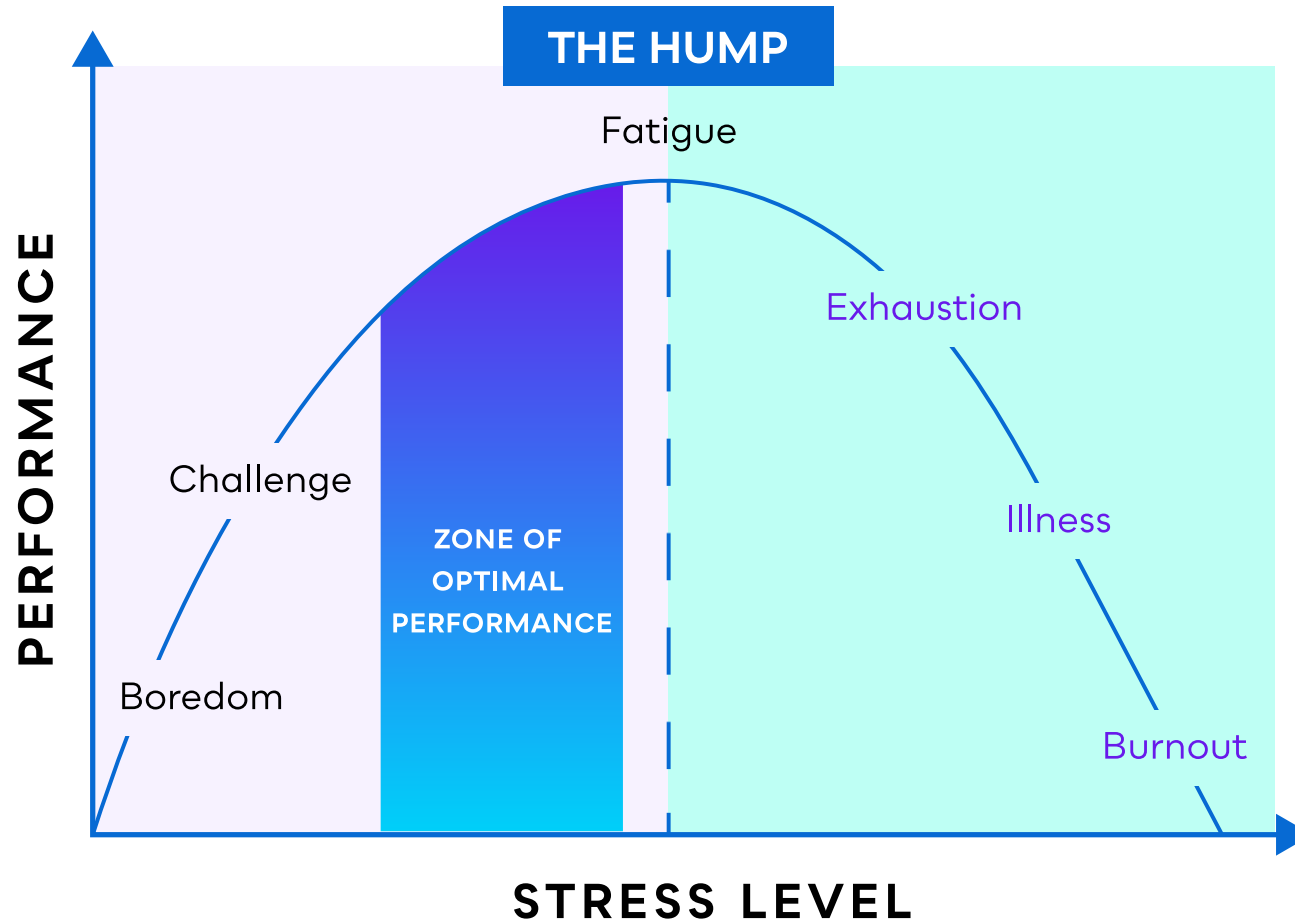 THE HUMP
Fatigue
Exhaustion
Challenge
Illness
ZONE OF
OPTIMAL
PERFORMANCE
Boredom
Burnout
PERFORMANCE
STRESS LEVEL